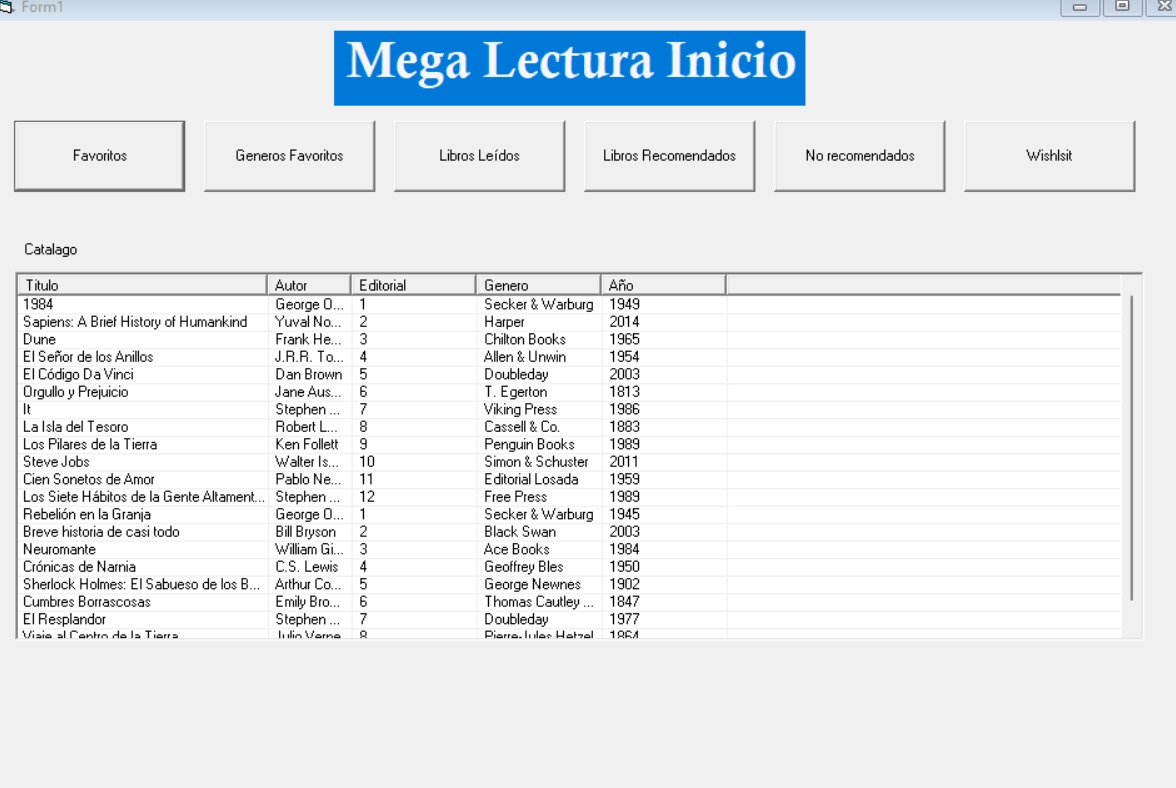 Form1
Mega Lectura Inicio
Favoritos Generos Favoritos Libros Leídos Libros Recomendados No recomendados Wishlsit
Catalago
Titulo Autor Editorial Genero Año
1984 George O... 1 Secker & Warburg 1949
Sapiens: A Brief History of Humankind Yuval No... 2 Harper 2014
Dune Frank He... 3 Chilton Books 1965
El Señor de los Anillos J.R.R. To... 4 Allen & Unwin 1954
El Código Da Vinci Dan Brown 5 Doubleday 2003
Orgullo y Prejuicio Jane Aus... 6 T. Egerton 1813
It Stephen ... 7 Viking Press 1986
La Isla del Tesoro Robert L... 8 Cassell & Co. 1883
Los Pilares de la Tierra Ken Follett 9 Penguin Books 1989
Steve Jobs Walter Is... 10 Simon & Schuster 2011
Cien Sonetos de Amor Pablo Ne... 11 Editorial Losada 1959
Los Siete Hábitos de la Gente Altament... Stephen ... 12 Free Press 1989
Rebelión en la Granja George O... 1 Secker & Warburg 1945
Breve historia de casi todo Bill Bryson 2 Black Swan 2003
Neuromante William Gi... 3 Ace Books 1984
Crónicas de Narnia C.S. Lewis 4 Geoffrey Bles 1950
Sherlock Holmes: El Sabueso de los B... Arthur Co... 5 George Newnes 1902
Cumbres Borrascosas Emily Bro... 6 Thomas Cautley ... 1847
El Resplandor Stephen ... 7 Doubleday 1977
Viaje al Centro de la Tierra Julio Verne 8 Pierre-Jules Hetzel 1864